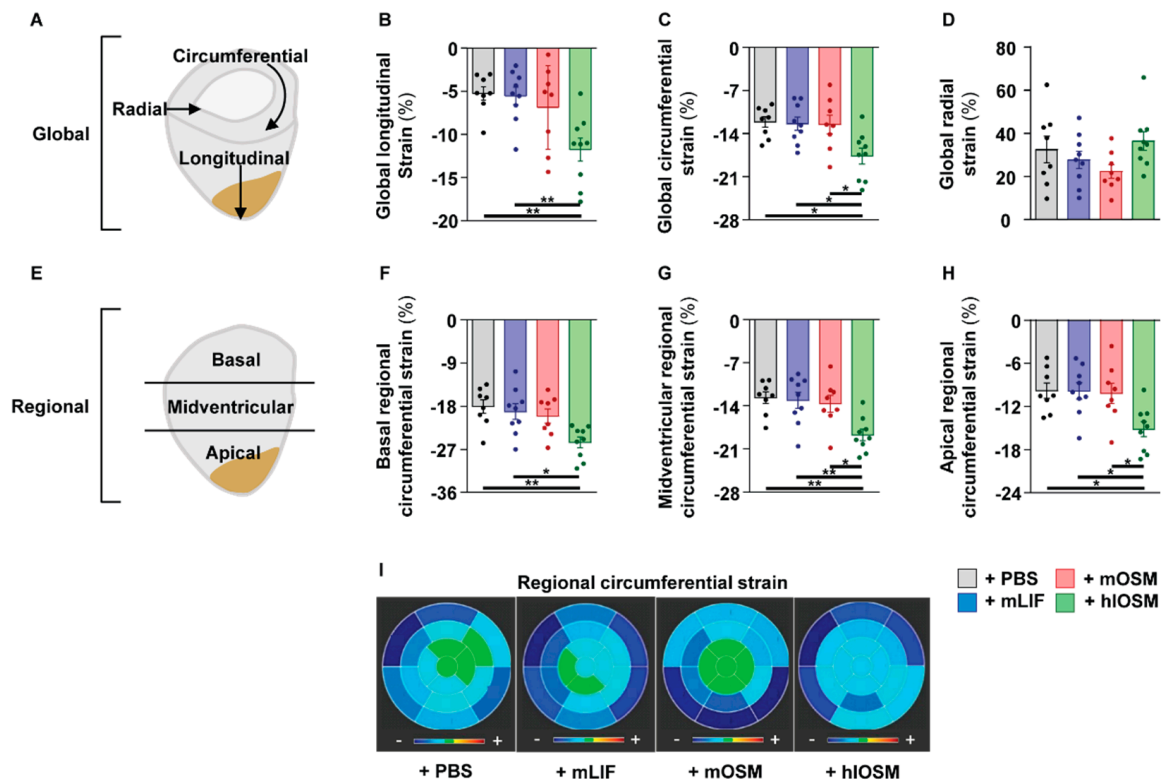 A
Global
Circumferential
Radial
Longitudinal
B
Global longitudinal
Strain (%)
0
-5
-10
-15
-20
**
**
C
Global circumferential
strain (%)
0
-7
-14
-21
-28
*
*
*
D
Global radial
strain (%)
80
60
40
20
0
E
Regional
Basal
Midventricular
Apical
F
Basal regional
circumferential strain (%)
0
-9
-18
-27
-36
*
**
G
Midventricular regional
circumferential strain (%)
0
-7
-14
-21
-28
*
**
**
H
Apical regional
circumferential strain (%)
0
-6
-12
-18
-24
*
*
*
I
Regional circumferential strain
- +
- +
- +
- +
+ PBS
+ mLIF
+ mOSM
+ hIOSM
+ PBS
+ mOSM
+ mLIF
+ hIOSM